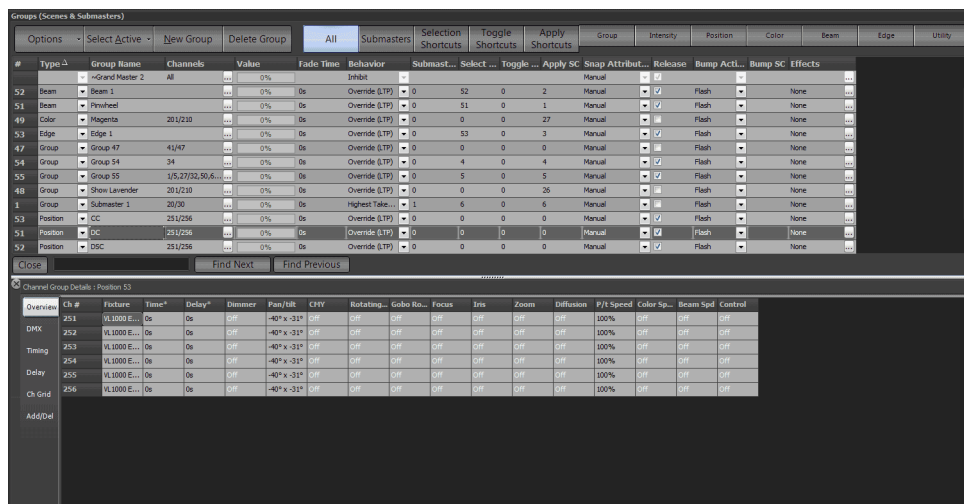 Groups (Scenes & Submasters)
Options Select Active New Group Delete Group All Submasters Selection Shortcuts Toggle Shortcuts Apply Shortcuts Group Intensity Position Color Beam Edge Utility
# Type Group Name Channels Value Fade Time Behavior Submast... Select ... Toggle ... Apply SC Snap Attribut... Release Bump Acti... Bump SC Effects
~Grand Master 2 All ... 0% Inhibit Manual ...
52 Beam Beam 1 ... 0% 0s Override (LTP) 0 52 0 2 Manual Flash None ...
51 Beam Pinwheel ... 0% 0s Override (LTP) 0 51 0 1 Manual Flash None ...
49 Color Magenta 201/210 ... 0% 0s Override (LTP) 0 0 0 27 Manual Flash None ...
53 Edge Edge 1 ... 0% 0s Override (LTP) 0 53 0 3 Manual Flash None ...
47 Group Group 47 41/47 ... 0% 0s Override (LTP) 0 0 0 0 Manual Flash None ...
54 Group Group 54 34 ... 0% 0s Override (LTP) 0 4 0 4 Manual Flash None ...
55 Group Group 55 1/5,27/32,50,6... ... 0% 0s Override (LTP) 0 5 0 5 Manual Flash None ...
48 Group Show Lavender 201/210 ... 0% 0s Override (LTP) 0 0 0 26 Manual Flash None ...
1 Group Submaster 1 20/30 ... 0% 0s Highest Take... 1 6 0 6 Manual Flash None ...
53 Position CC 251/256 ... 0% 0s Override (LTP) 0 0 0 0 Manual Flash None ...
51 Position DC 251/256 ... 0% 0s Override (LTP) 0 0 0 0 Manual Flash None ...
52 Position DSC 251/256 ... 0% 0s Override (LTP) 0 0 0 0 Manual Flash None ...
Close Find Next Find Previous
Channel Group Details : Position 53
Overview Ch # Fixture Time* Delay* Dimmer Pan/tilt CMY Rotating... Gobo Ro... Focus Iris Zoom Diffusion P/t Speed Color Sp... Beam Spd Control
251 VL1000 E... 0s 0s Off -40° x -31° Off Off Off Off Off Off Off 100% Off Off Off
DMX 252 VL1000 E... 0s 0s Off -40° x -31° Off Off Off Off Off Off Off 100% Off Off Off
Timing 253 VL1000 E... 0s 0s Off -40° x -31° Off Off Off Off Off Off Off 100% Off Off Off
254 VL1000 E... 0s 0s Off -40° x -31° Off Off Off Off Off Off Off 100% Off Off Off
Delay 255 VL1000 E... 0s 0s Off -40° x -31° Off Off Off Off Off Off Off 100% Off Off Off
Ch Grid 256 VL1000 E... 0s 0s Off -40° x -31° Off Off Off Off Off Off Off 100% Off Off Off
Add/Del